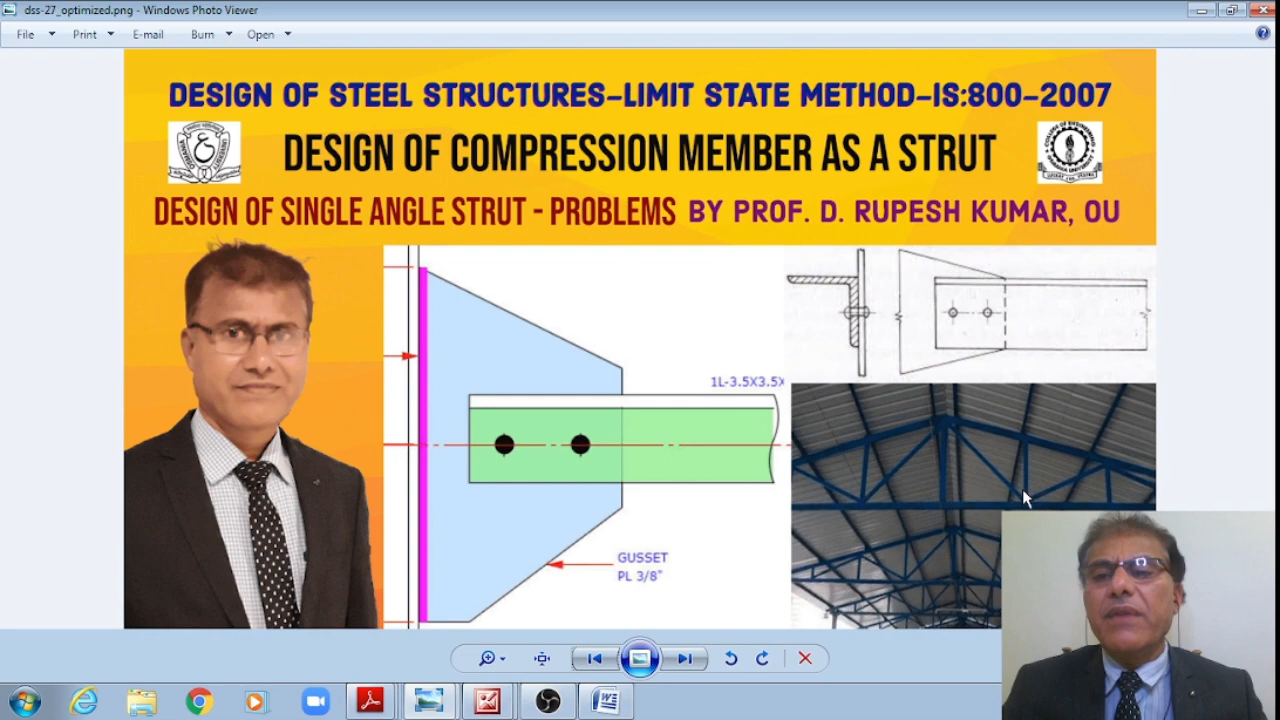 dss-27_optimized.png - Windows Photo Viewer
File Print E-mail Burn Open
DESIGN OF STEEL STRUCTURES-LIMIT STATE METHOD-IS:800-2007
DESIGN OF COMPRESSION MEMBER AS A STRUT
DESIGN OF SINGLE ANGLE STRUT - PROBLEMS BY PROF. D. RUPESH KUMAR, OU
1L-3.5X3.5X
GUSSET
PL 3/8"